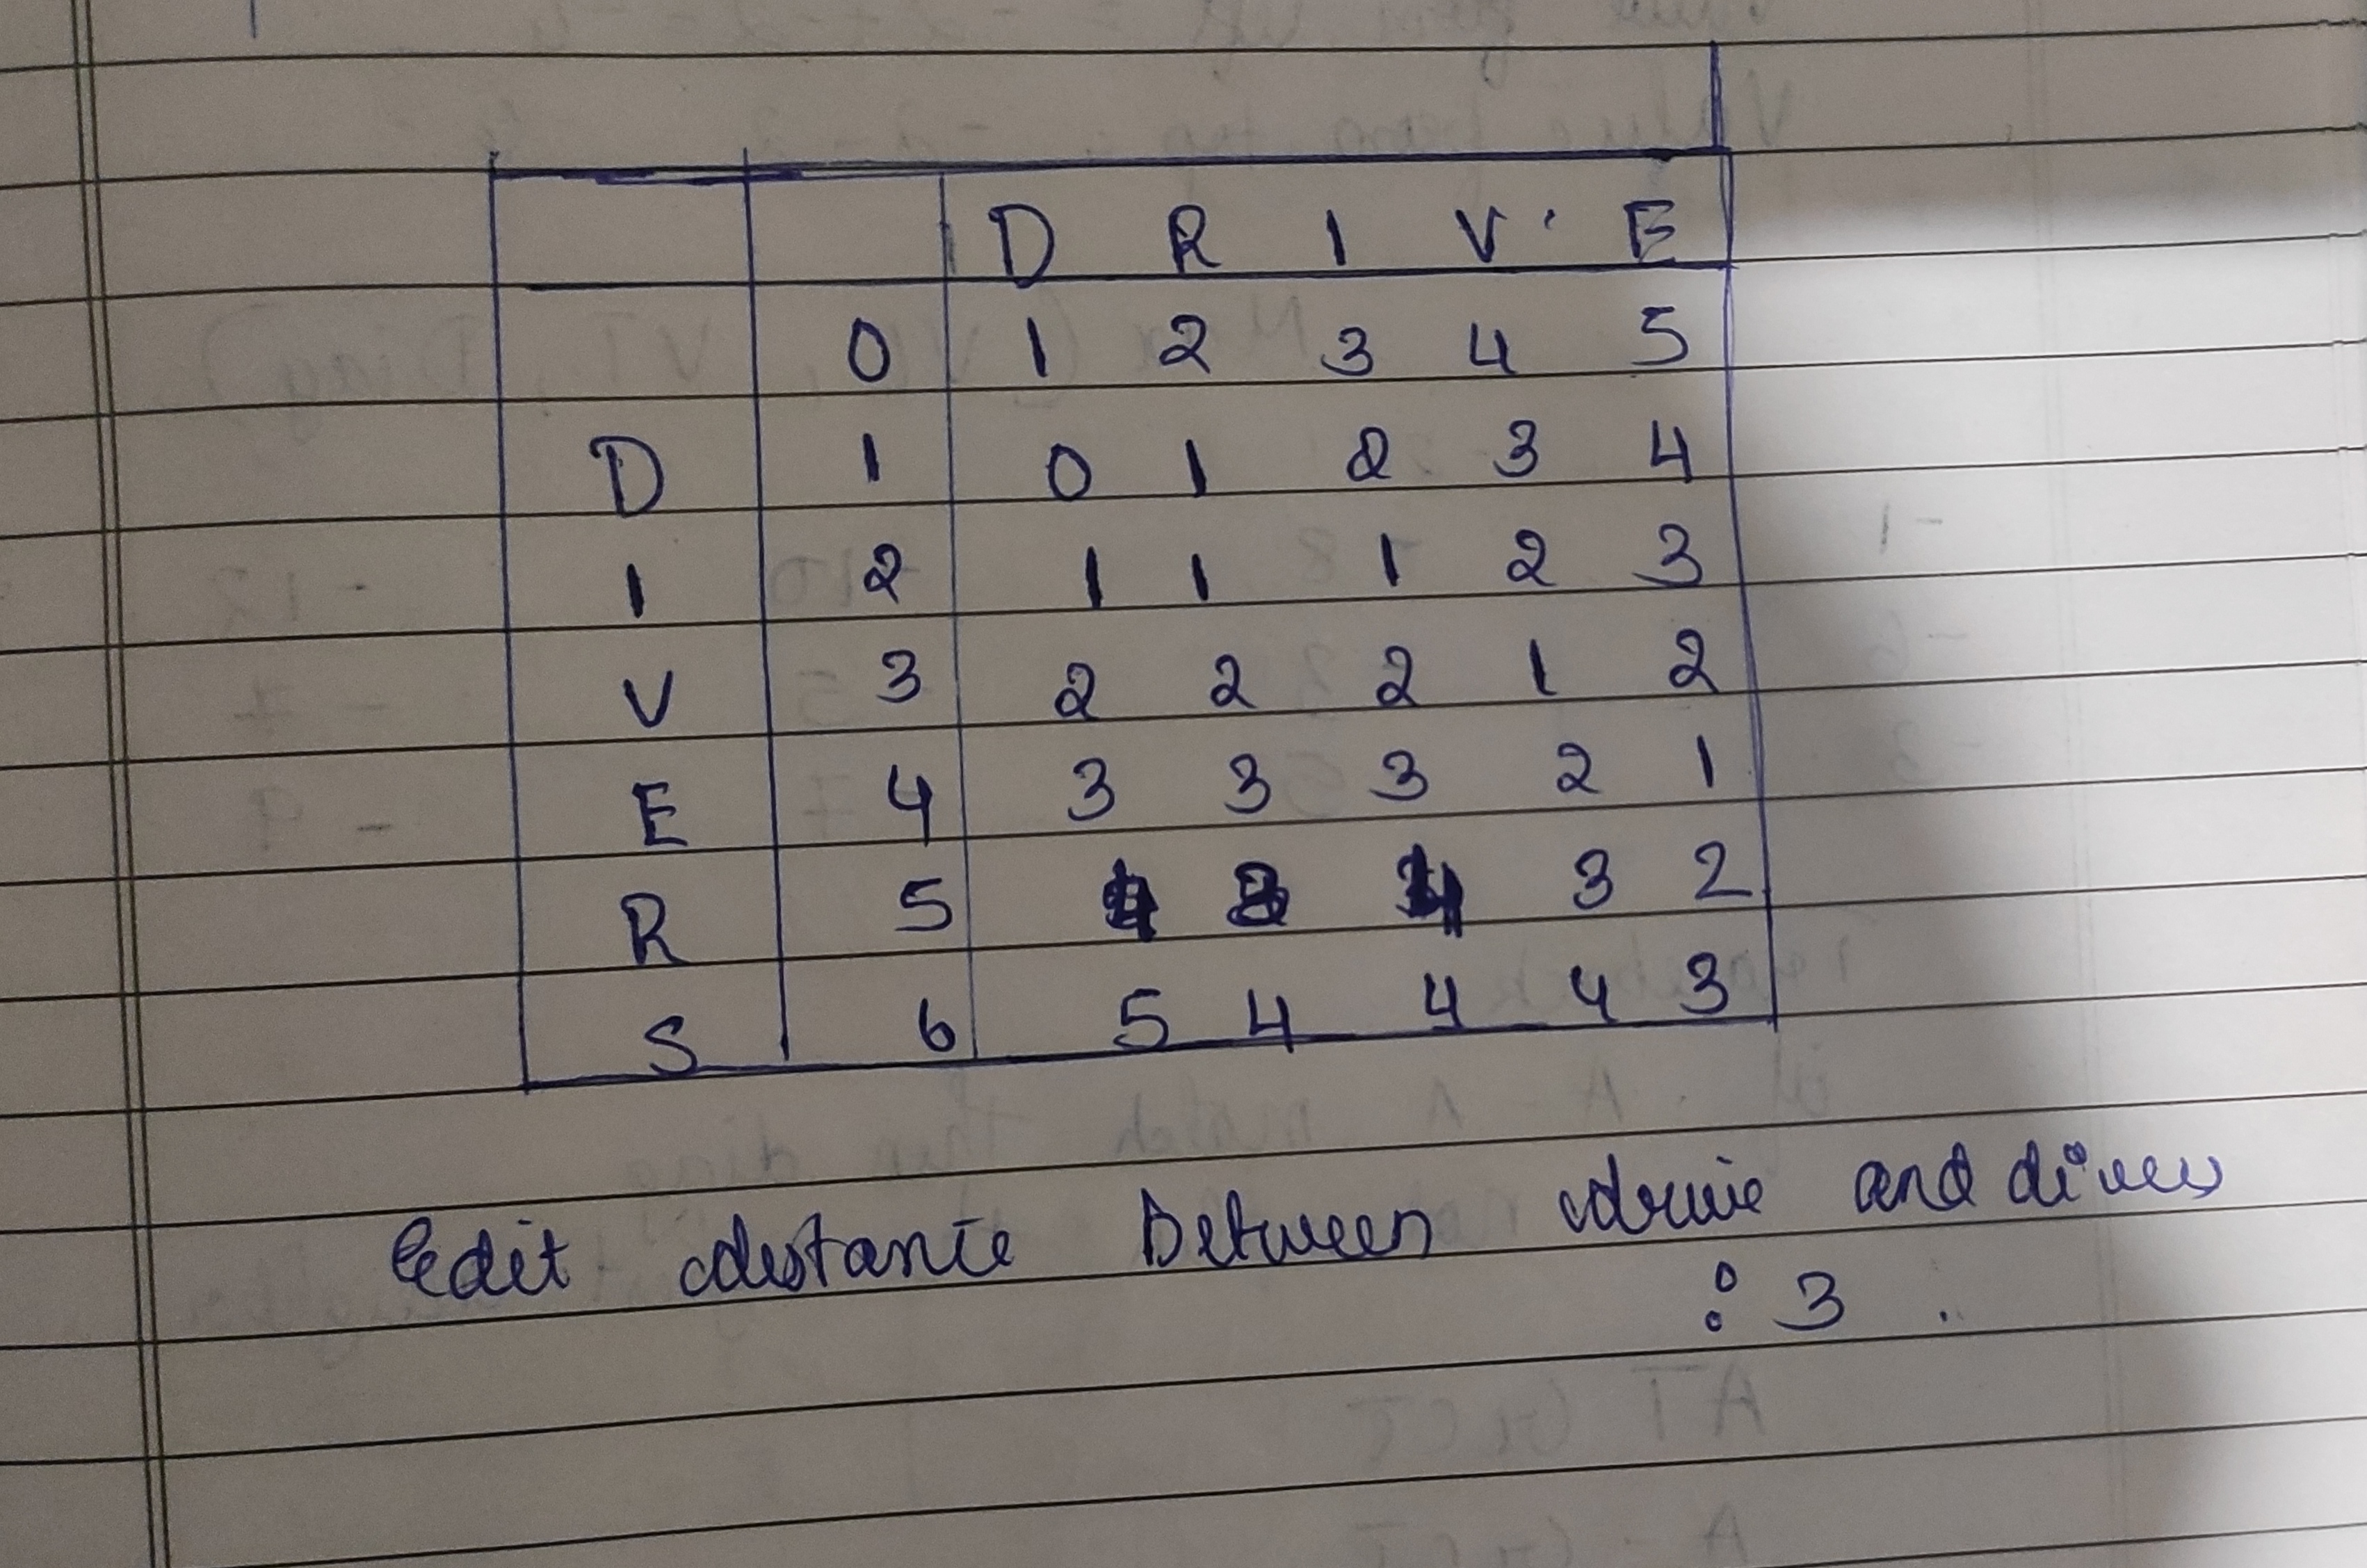 D R I V E
0 1 2 3 4 5
D 1 0 1 2 3 4
I 2 1 1 1 2 3
V 3 2 2 2 1 2
E 4 3 3 3 2 1
R 5 4 3 4 3 2
S 6 5 4 4 4 3
Edit distance Between drive and divers
: 3